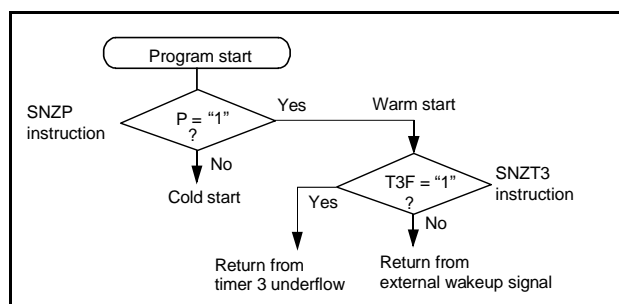 Program start
SNZP
instruction
P = “1”
?
Yes
Warm start
No
Cold start
T3F = “1”
?
SNZT3
instruction
Yes
No
Return from
timer 3 underflow
Return from
external wakeup signal